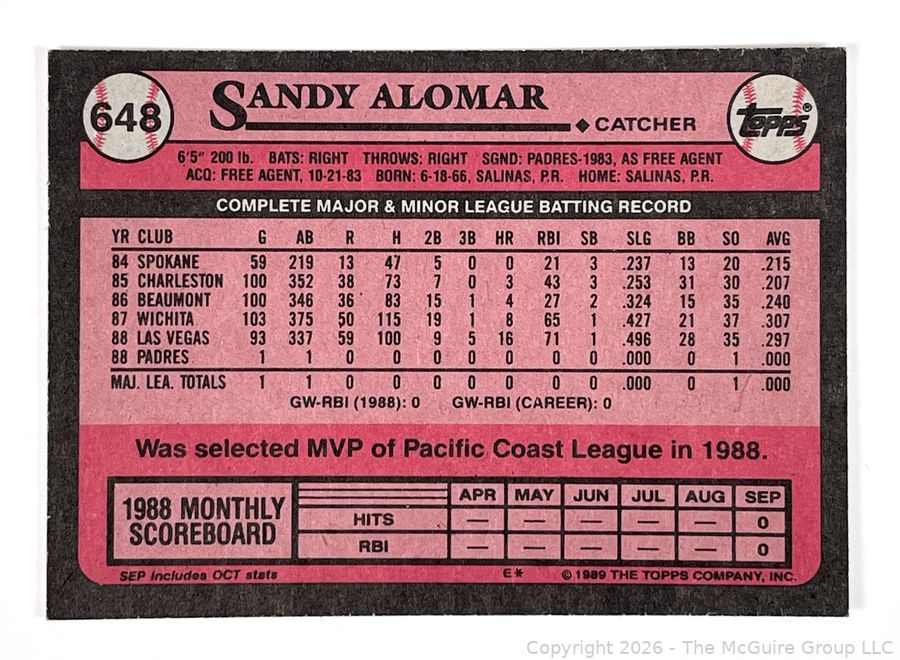 648
SANDY ALOMAR
◆ CATCHER
TOPPS
6'5" 200 lb. BATS: RIGHT THROWS: RIGHT SGND: PADRES-1983, AS FREE AGENT
ACQ: FREE AGENT, 10-21-83 BORN: 6-18-66, SALINAS, P.R. HOME: SALINAS, P.R.
COMPLETE MAJOR & MINOR LEAGUE BATTING RECORD
YR CLUB G AB R H 2B 3B HR RBI SB SLG BB SO AVG
84 SPOKANE 59 219 13 47 5 0 0 21 3 .237 13 20 .215
85 CHARLESTON 100 352 38 73 7 0 3 43 3 .253 31 30 .207
86 BEAUMONT 100 346 36 83 15 1 4 27 2 .324 15 35 .240
87 WICHITA 103 375 50 115 19 1 8 65 1 .427 21 37 .307
88 LAS VEGAS 93 337 59 100 9 5 16 71 1 .496 28 35 .297
88 PADRES 1 1 0 0 0 0 0 0 0 .000 0 1 .000
MAJ. LEA. TOTALS 1 1 0 0 0 0 0 0 0 .000 0 1 .000
GW-RBI (1988): 0 GW-RBI (CAREER): 0
Was selected MVP of Pacific Coast League in 1988.
1988 MONTHLY
SCOREBOARD
APR MAY JUN JUL AUG SEP
HITS — — — — — 0
RBI — — — — — 0
SEP Includes OCT stats E* © 1989 THE TOPPS COMPANY, INC.
Copyright 2026 - The McGuire Group LLC